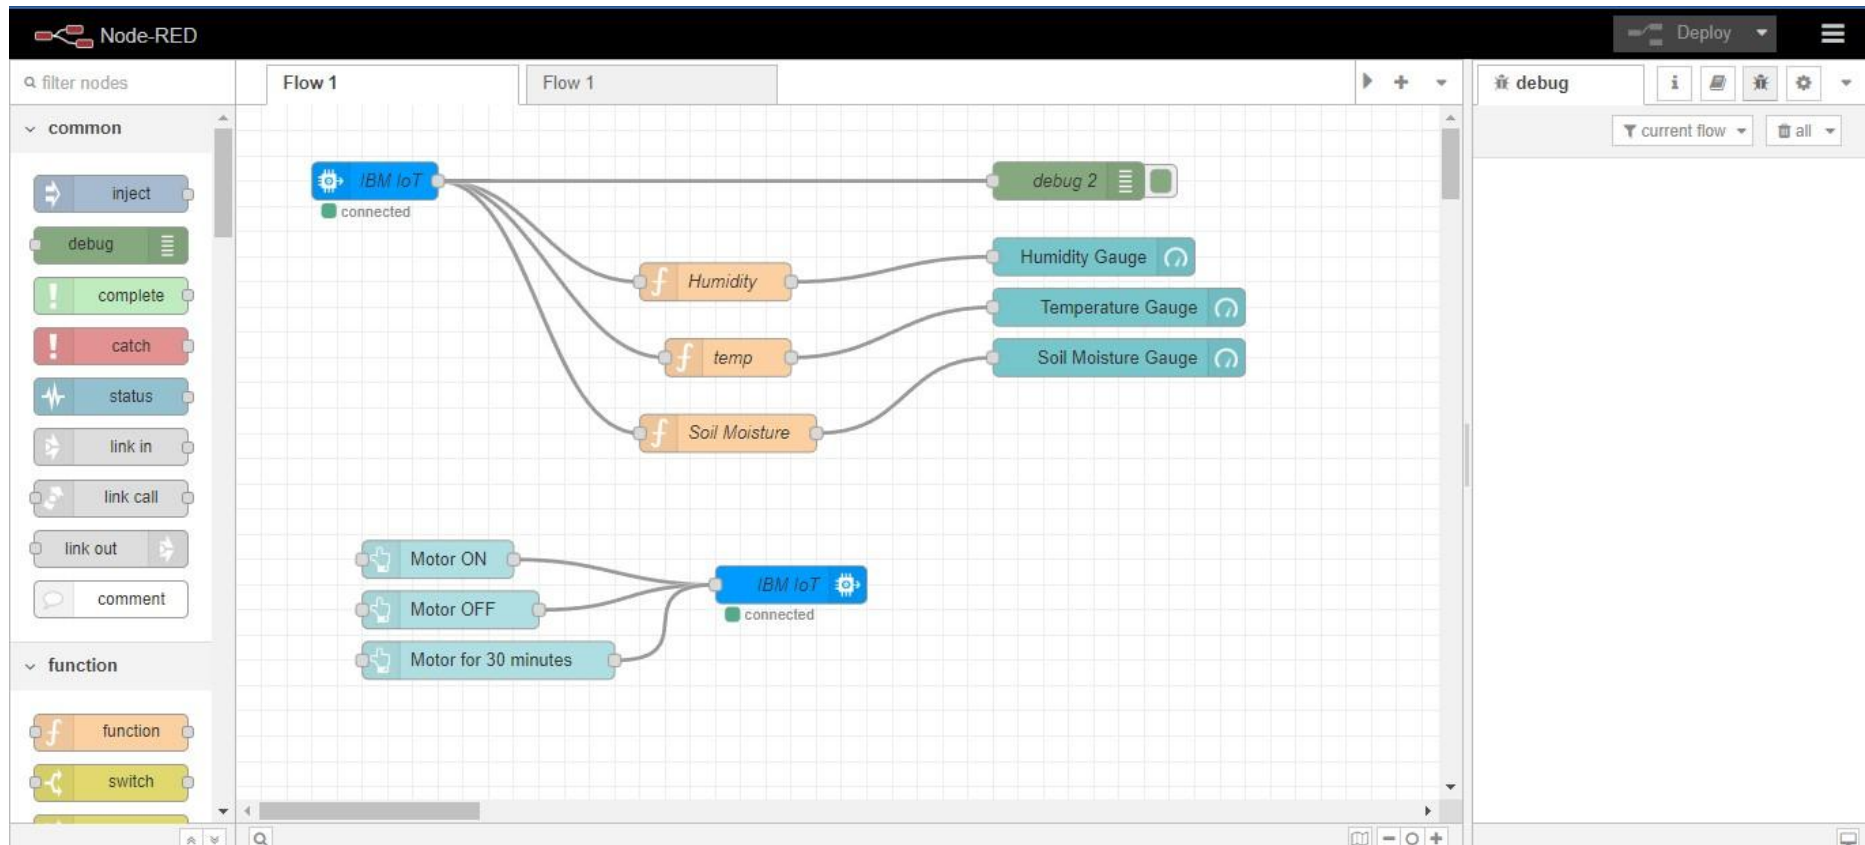 Node-RED
Deploy
filter nodes
Flow 1
Flow 1
debug
i
common
current flow
all
inject
debug
complete
catch
status
link in
link call
link out
comment
function
function
switch
IBM IoT
connected
debug 2
Humidity
Humidity Gauge
temp
Temperature Gauge
Soil Moisture
Soil Moisture Gauge
Motor ON
Motor OFF
Motor for 30 minutes
IBM IoT
connected